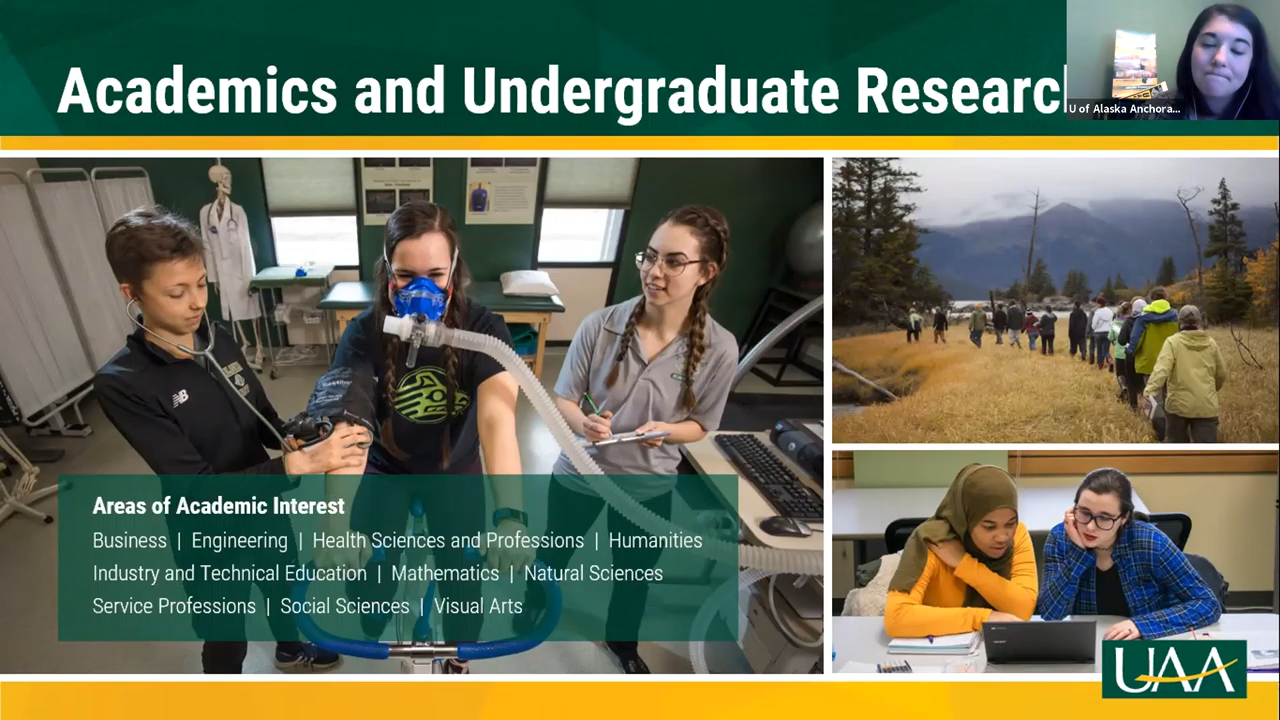 Academics and Undergraduate Researc
U of Alaska Anchora...
Areas of Academic Interest
Business | Engineering | Health Sciences and Professions | Humanities
Industry and Technical Education | Mathematics | Natural Sciences
Service Professions | Social Sciences | Visual Arts
UAA